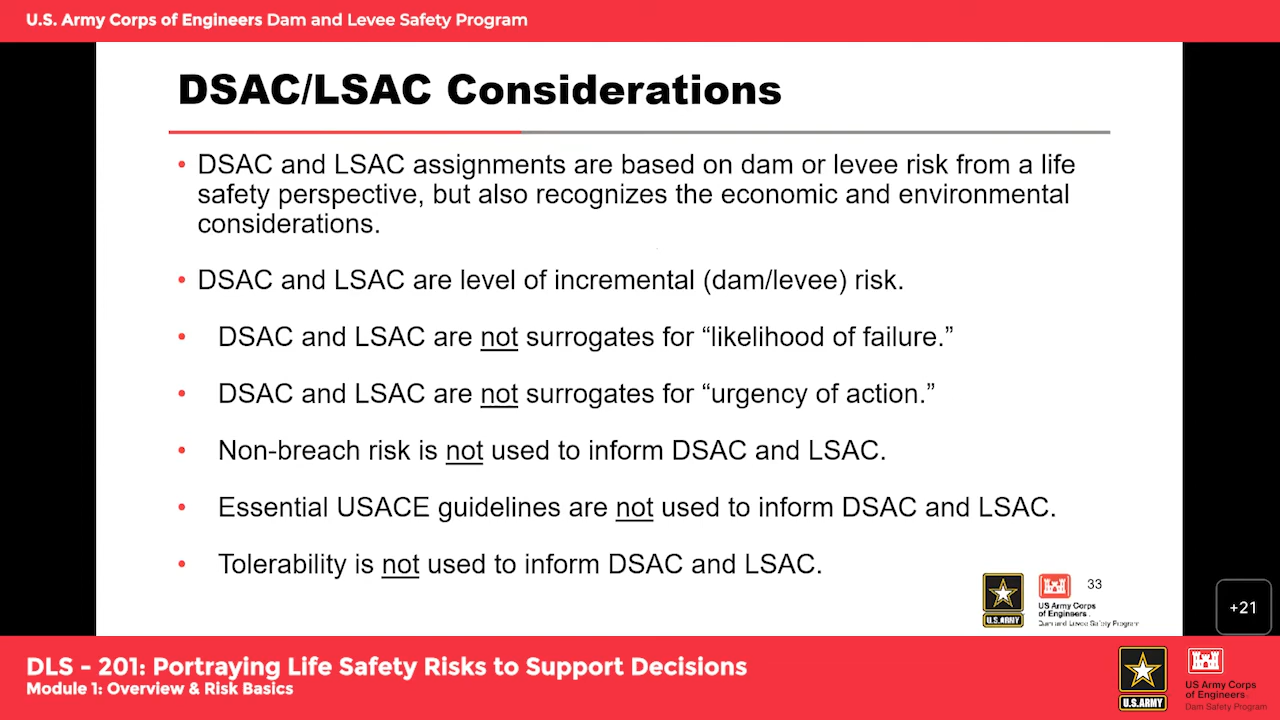 U.S. Army Corps of Engineers Dam and Levee Safety Program
DSAC/LSAC Considerations
• DSAC and LSAC assignments are based on dam or levee risk from a life
safety perspective, but also recognizes the economic and environmental
considerations.
• DSAC and LSAC are level of incremental (dam/levee) risk.
• DSAC and LSAC are not surrogates for “likelihood of failure.”
• DSAC and LSAC are not surrogates for “urgency of action.”
• Non-breach risk is not used to inform DSAC and LSAC.
• Essential USACE guidelines are not used to inform DSAC and LSAC.
• Tolerability is not used to inform DSAC and LSAC.
U.S.ARMY
US Army Corps
of Engineers
Dam and Levee Safety Program
33
+21
DLS - 201: Portraying Life Safety Risks to Support Decisions
Module 1: Overview & Risk Basics
U.S.ARMY
US Army Corps
of Engineers
Dam Safety Program